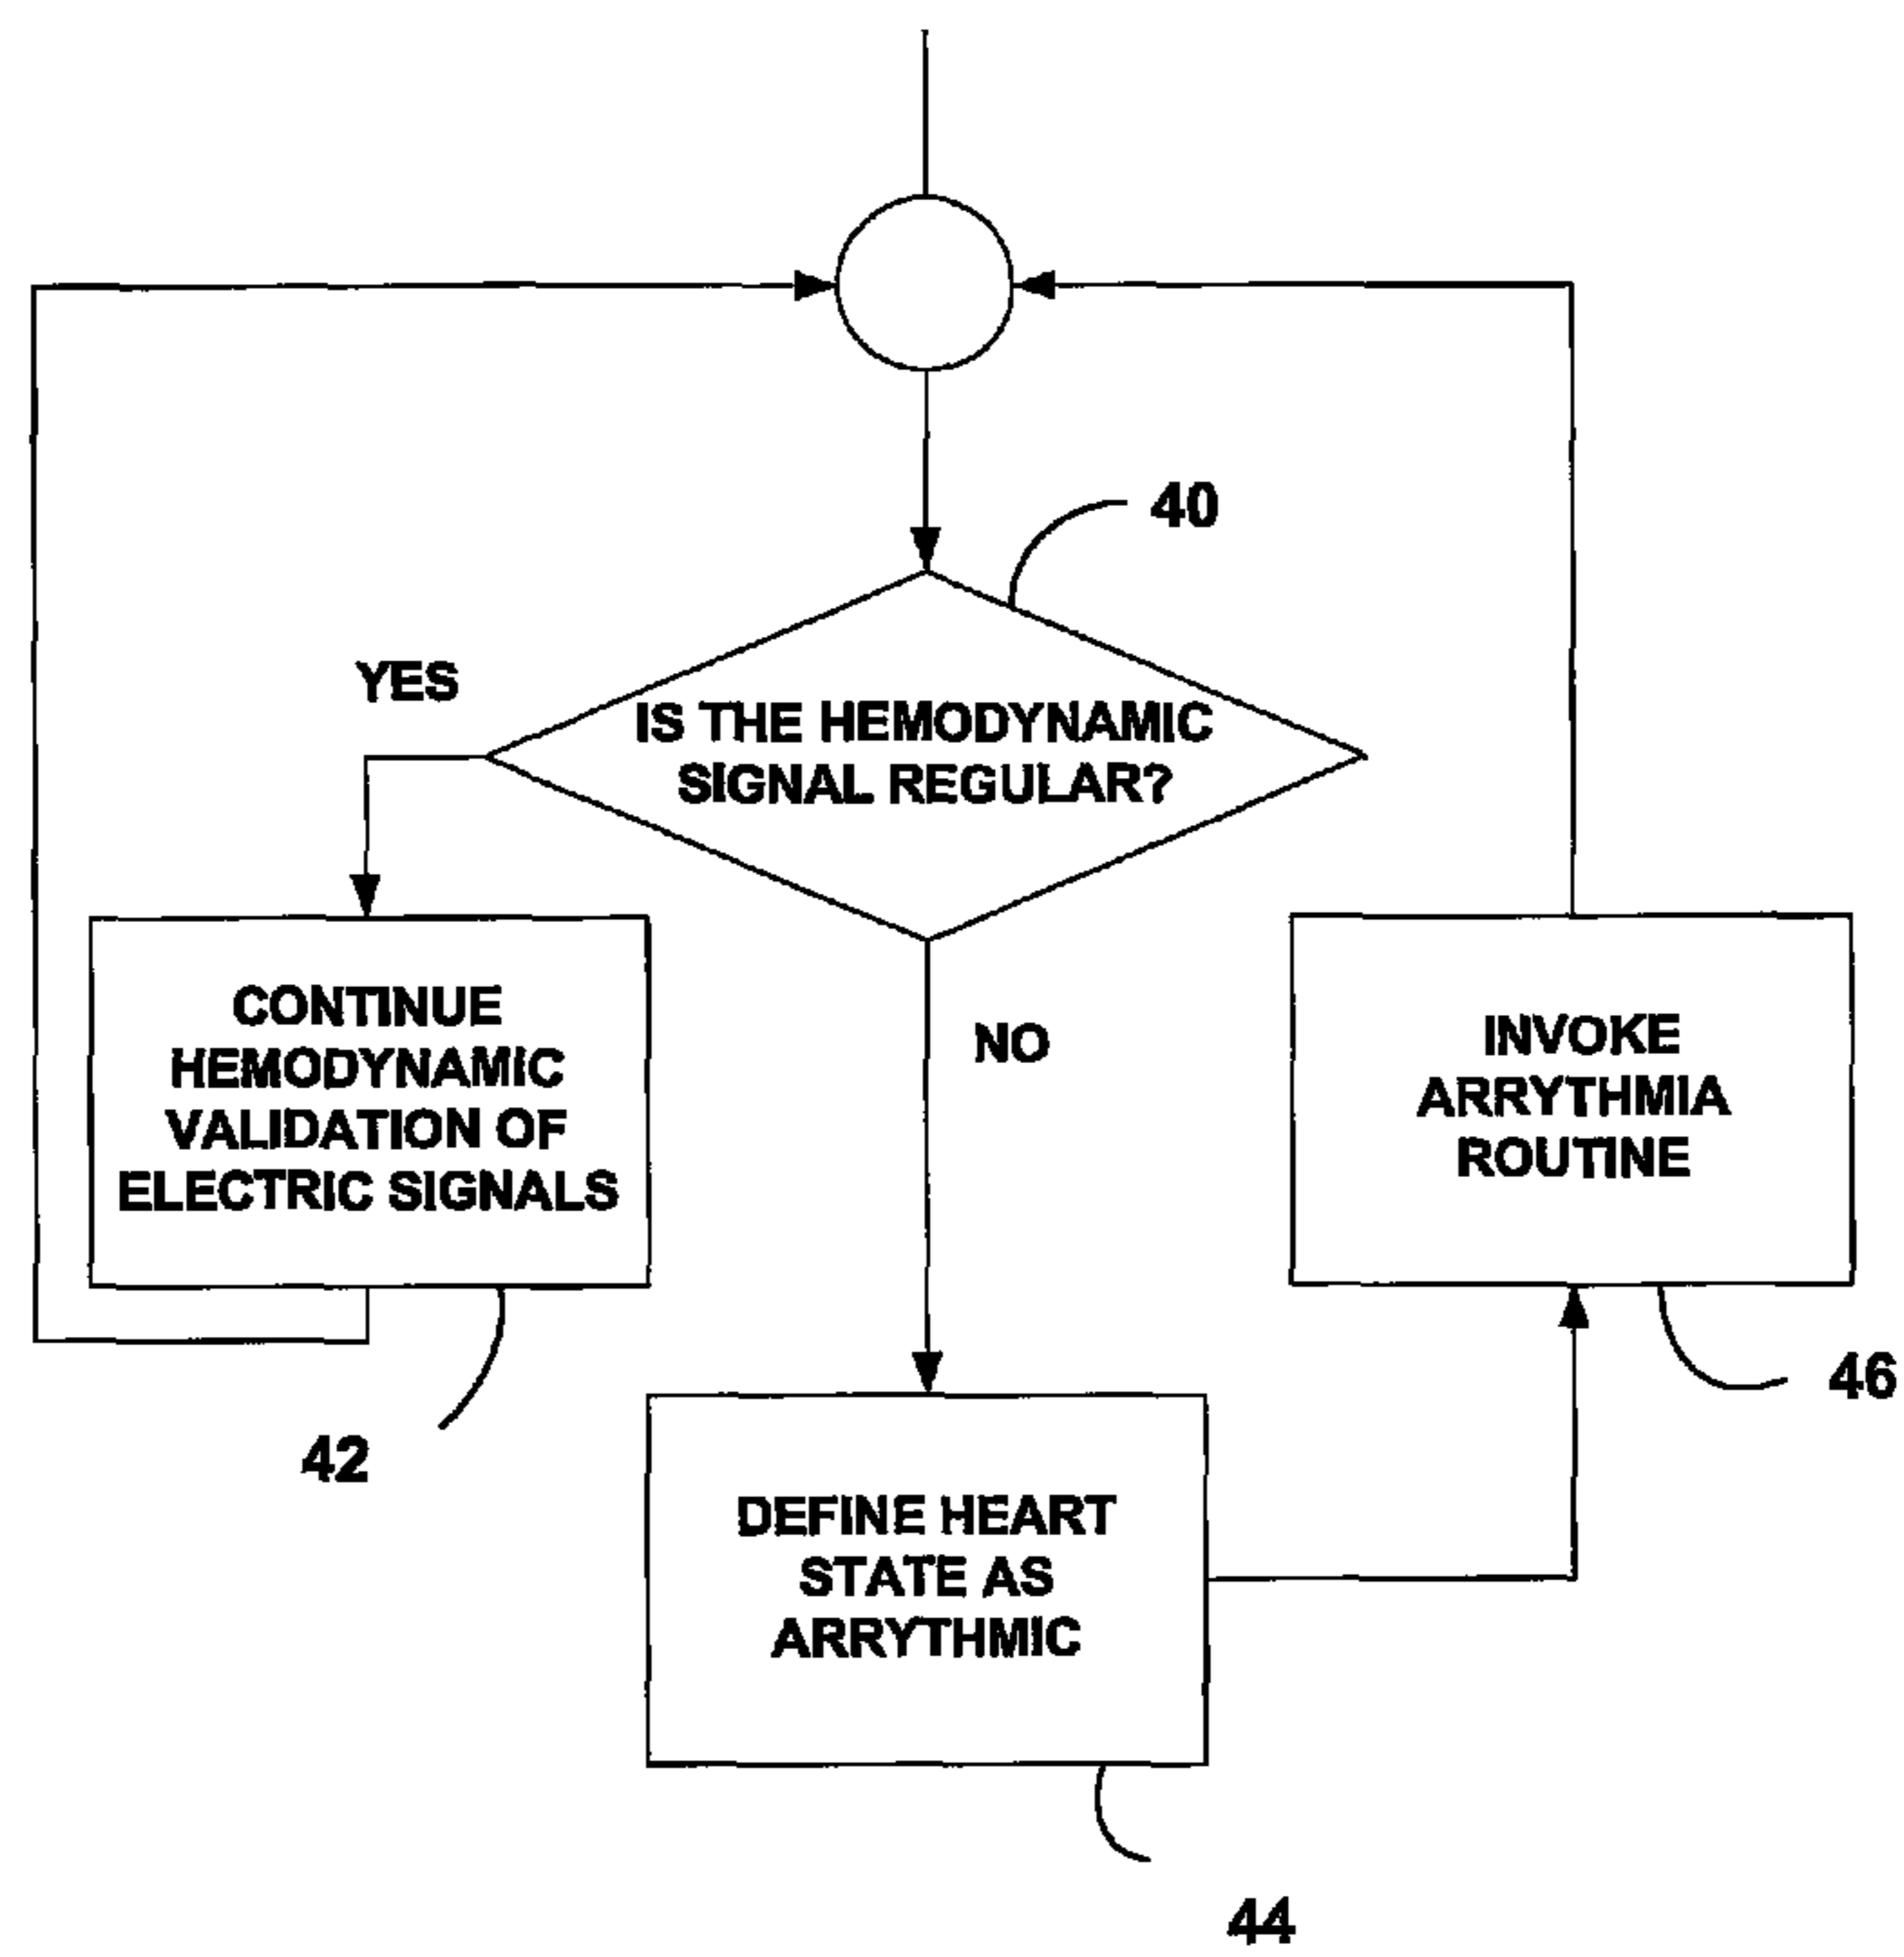 40
YES
IS THE HEMODYNAMIC
SIGNAL REGULAR?
CONTINUE
HEMODYNAMIC
VALIDATION OF
ELECTRIC SIGNALS
NO
INVOKE
ARRYTHMIA
ROUTINE
46
42
DEFINE HEART
STATE AS
ARRYTHMIC
44